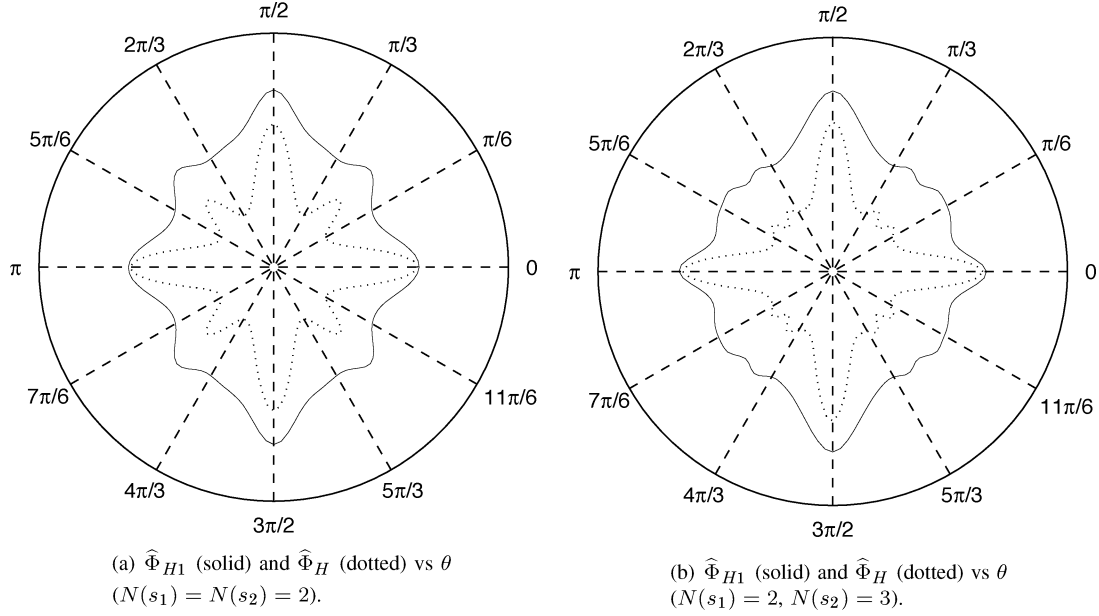 π/2
2π/3
π/3
5π/6
π/6
π
0
7π/6
11π/6
4π/3
5π/3
3π/2
(a) Φ̂_{H1} (solid) and Φ̂_H (dotted) vs θ
(N(s₁) = N(s₂) = 2).
π/2
2π/3
π/3
5π/6
π/6
π
0
7π/6
11π/6
4π/3
5π/3
3π/2
(b) Φ̂_{H1} (solid) and Φ̂_H (dotted) vs θ
(N(s₁) = 2, N(s₂) = 3).